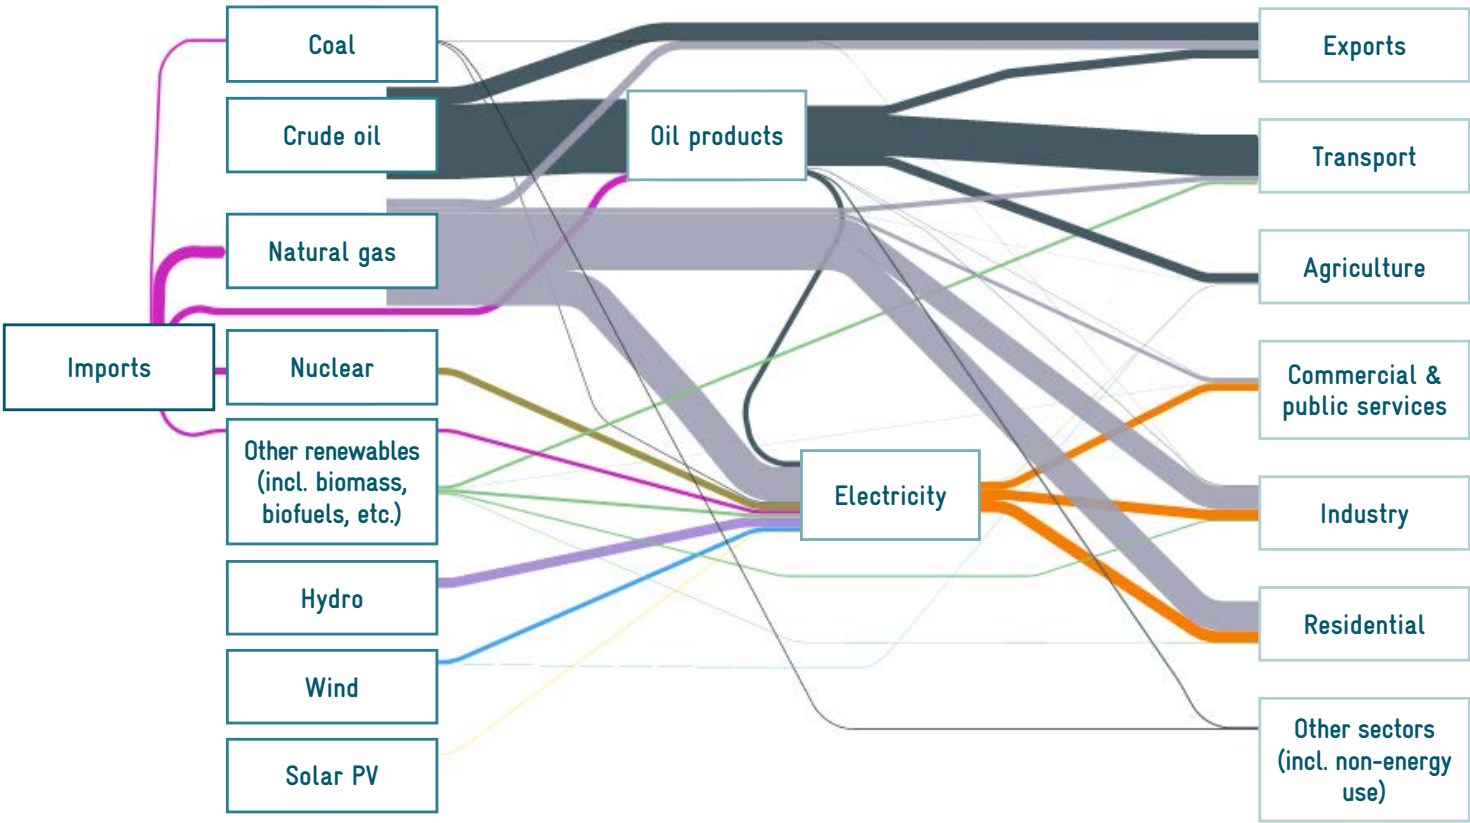 Coal
Crude oil
Natural gas
Imports
Nuclear
Other renewables
(incl. biomass,
biofuels, etc.)
Hydro
Wind
Solar PV
Oil products
Electricity
Exports
Transport
Agriculture
Commercial &
public services
Industry
Residential
Other sectors
(incl. non-energy
use)